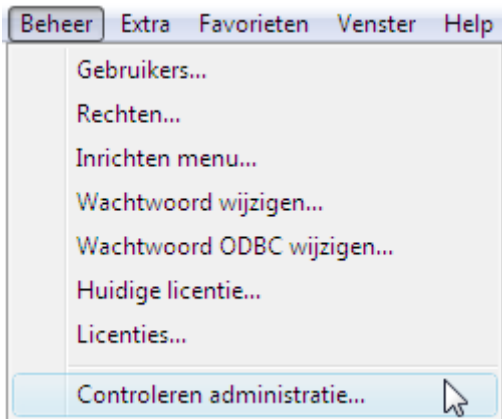 Beheer Extra Favorieten Venster Help
Gebruikers...
Rechten...
Inrichten menu...
Wachtwoord wijzigen...
Wachtwoord ODBC wijzigen...
Huidige licentie...
Licenties...
Controleren administratie...